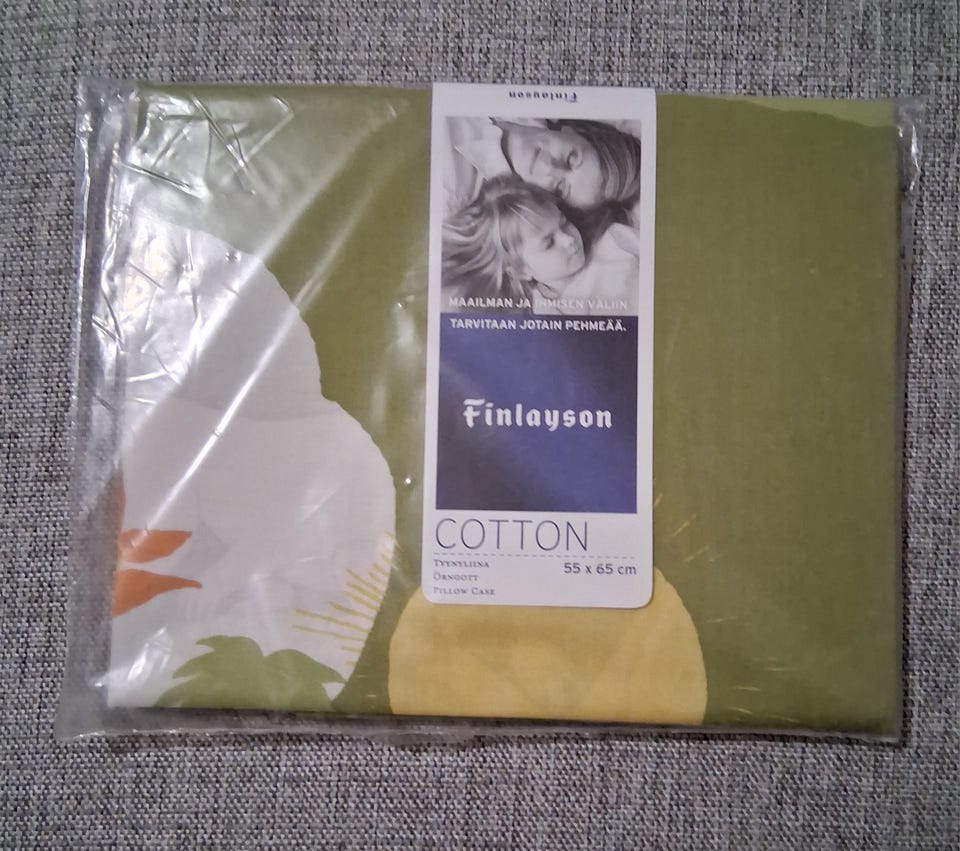 Finlayson
MAAILMAN JA IHMISEN VÄLIIN
TARVITAAN JOTAIN PEHMEÄÄ.
Finlayson
COTTON
TYYNYLIINA
ÖRNGOTT
PILLOW CASE
55 x 65 cm